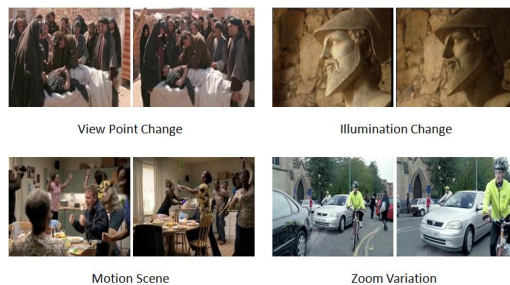 View Point Change
Illumination Change
Motion Scene
Zoom Variation